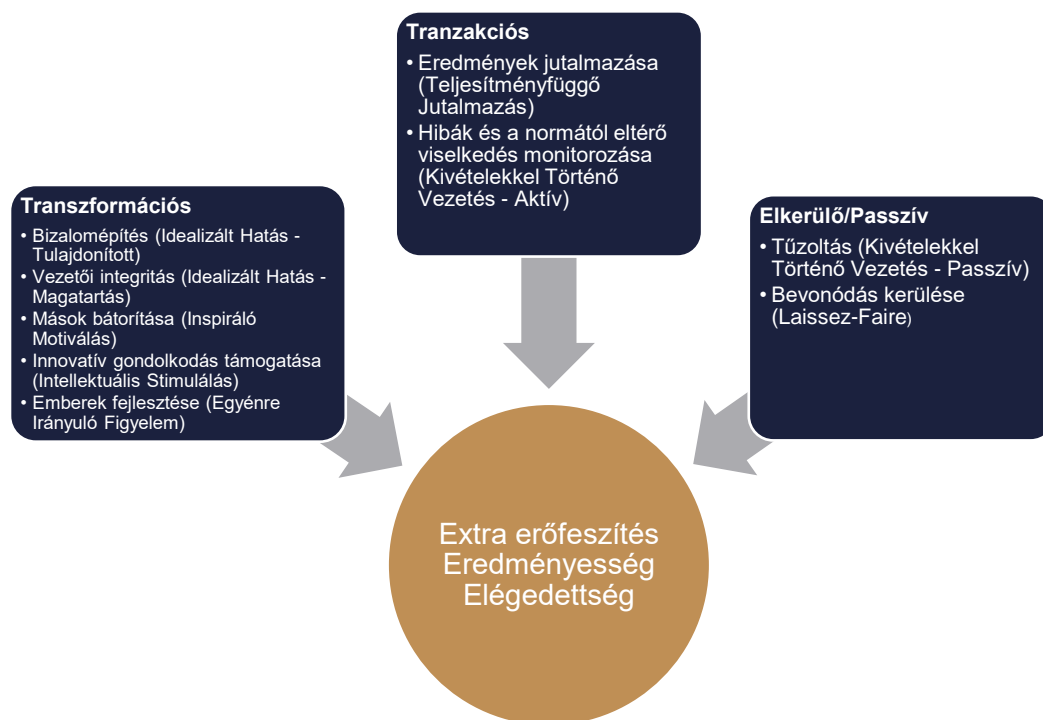 Tranzakciós
• Eredmények jutalmazása
(Teljesítményfüggő
Jutalmazás)
• Hibák és a normától eltérő
viselkedés monitorozása
(Kivételekkel Történő
Vezetés - Aktív)
Transzformációs
• Bizalomépítés (Idealizált Hatás -
Tulajdonított)
• Vezetői integritás (Idealizált Hatás -
Magatartás)
• Mások bátorítása (Inspiráló
Motiválás)
• Innovatív gondolkodás támogatása
(Intellektuális Stimulálás)
• Emberek fejlesztése (Egyénre
Irányuló Figyelem)
Elkerülő/Passzív
• Tűzoltás (Kivételekkel
Történő Vezetés - Passzív)
• Bevonódás kerülése
(Laissez-Faire)
Extra erőfeszítés
Eredményesség
Elégedettség